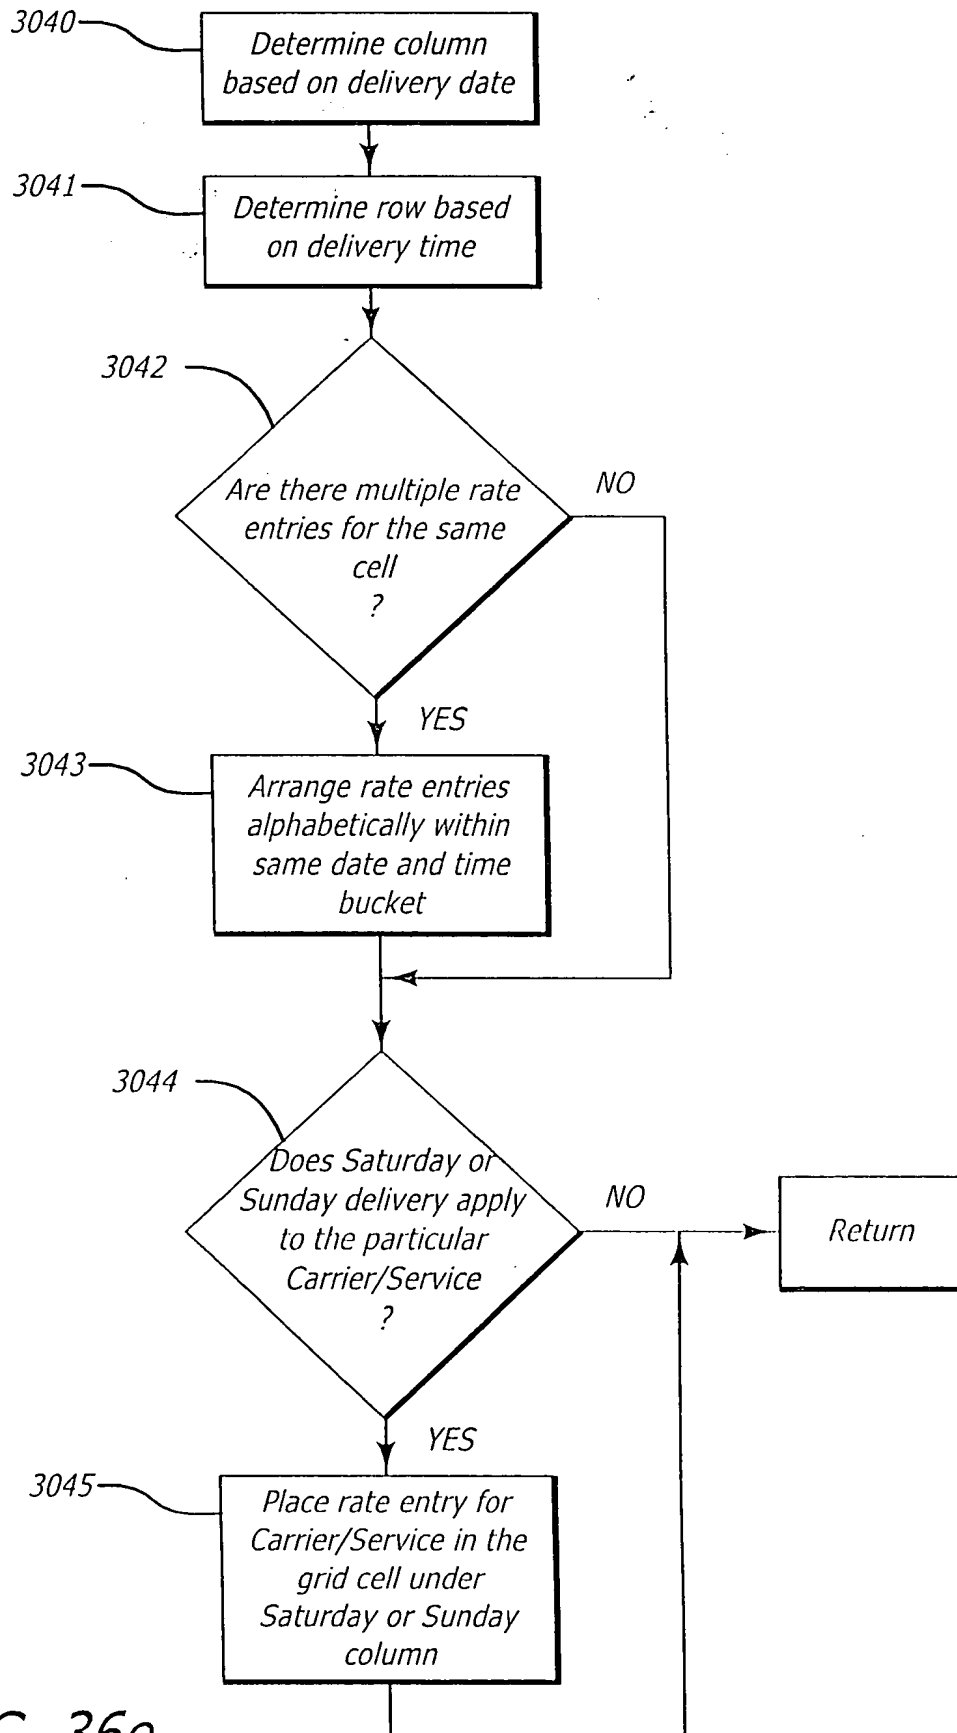 3040
Determine column
based on delivery date
3041
Determine row based
on delivery time
3042
Are there multiple rate
entries for the same
cell
?
NO
YES
3043
Arrange rate entries
alphabetically within
same date and time
bucket
3044
Does Saturday or
Sunday delivery apply
to the particular
Carrier/Service
?
NO
Return
YES
3045
Place rate entry for
Carrier/Service in the
grid cell under
Saturday or Sunday
column